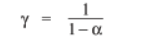 γ = 1 / (1 − α)